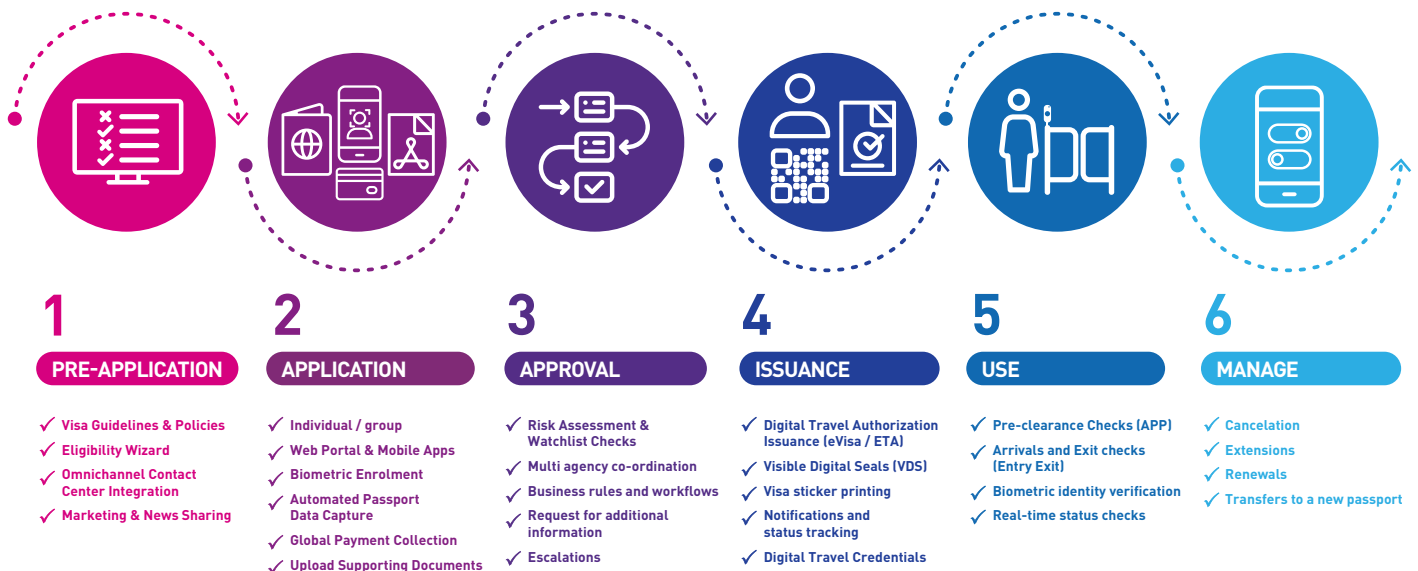 1
PRE-APPLICATION
Visa Guidelines & Policies
Eligibility Wizard
Omnichannel Contact
Center Integration
Marketing & News Sharing
2
APPLICATION
Individual / group
Web Portal & Mobile Apps
Biometric Enrolment
Automated Passport
Data Capture
Global Payment Collection
Upload Supporting Documents
3
APPROVAL
Risk Assessment &
Watchlist Checks
Multi agency co-ordination
Business rules and workflows
Request for additional
information
Escalations
4
ISSUANCE
Digital Travel Authorization
Issuance (eVisa / ETA)
Visible Digital Seals (VDS)
Visa sticker printing
Notifications and
status tracking
Digital Travel Credentials
5
USE
Pre-clearance Checks (APP)
Arrivals and Exit checks
(Entry Exit)
Biometric identity verification
Real-time status checks
6
MANAGE
Cancelation
Extensions
Renewals
Transfers to a new passport